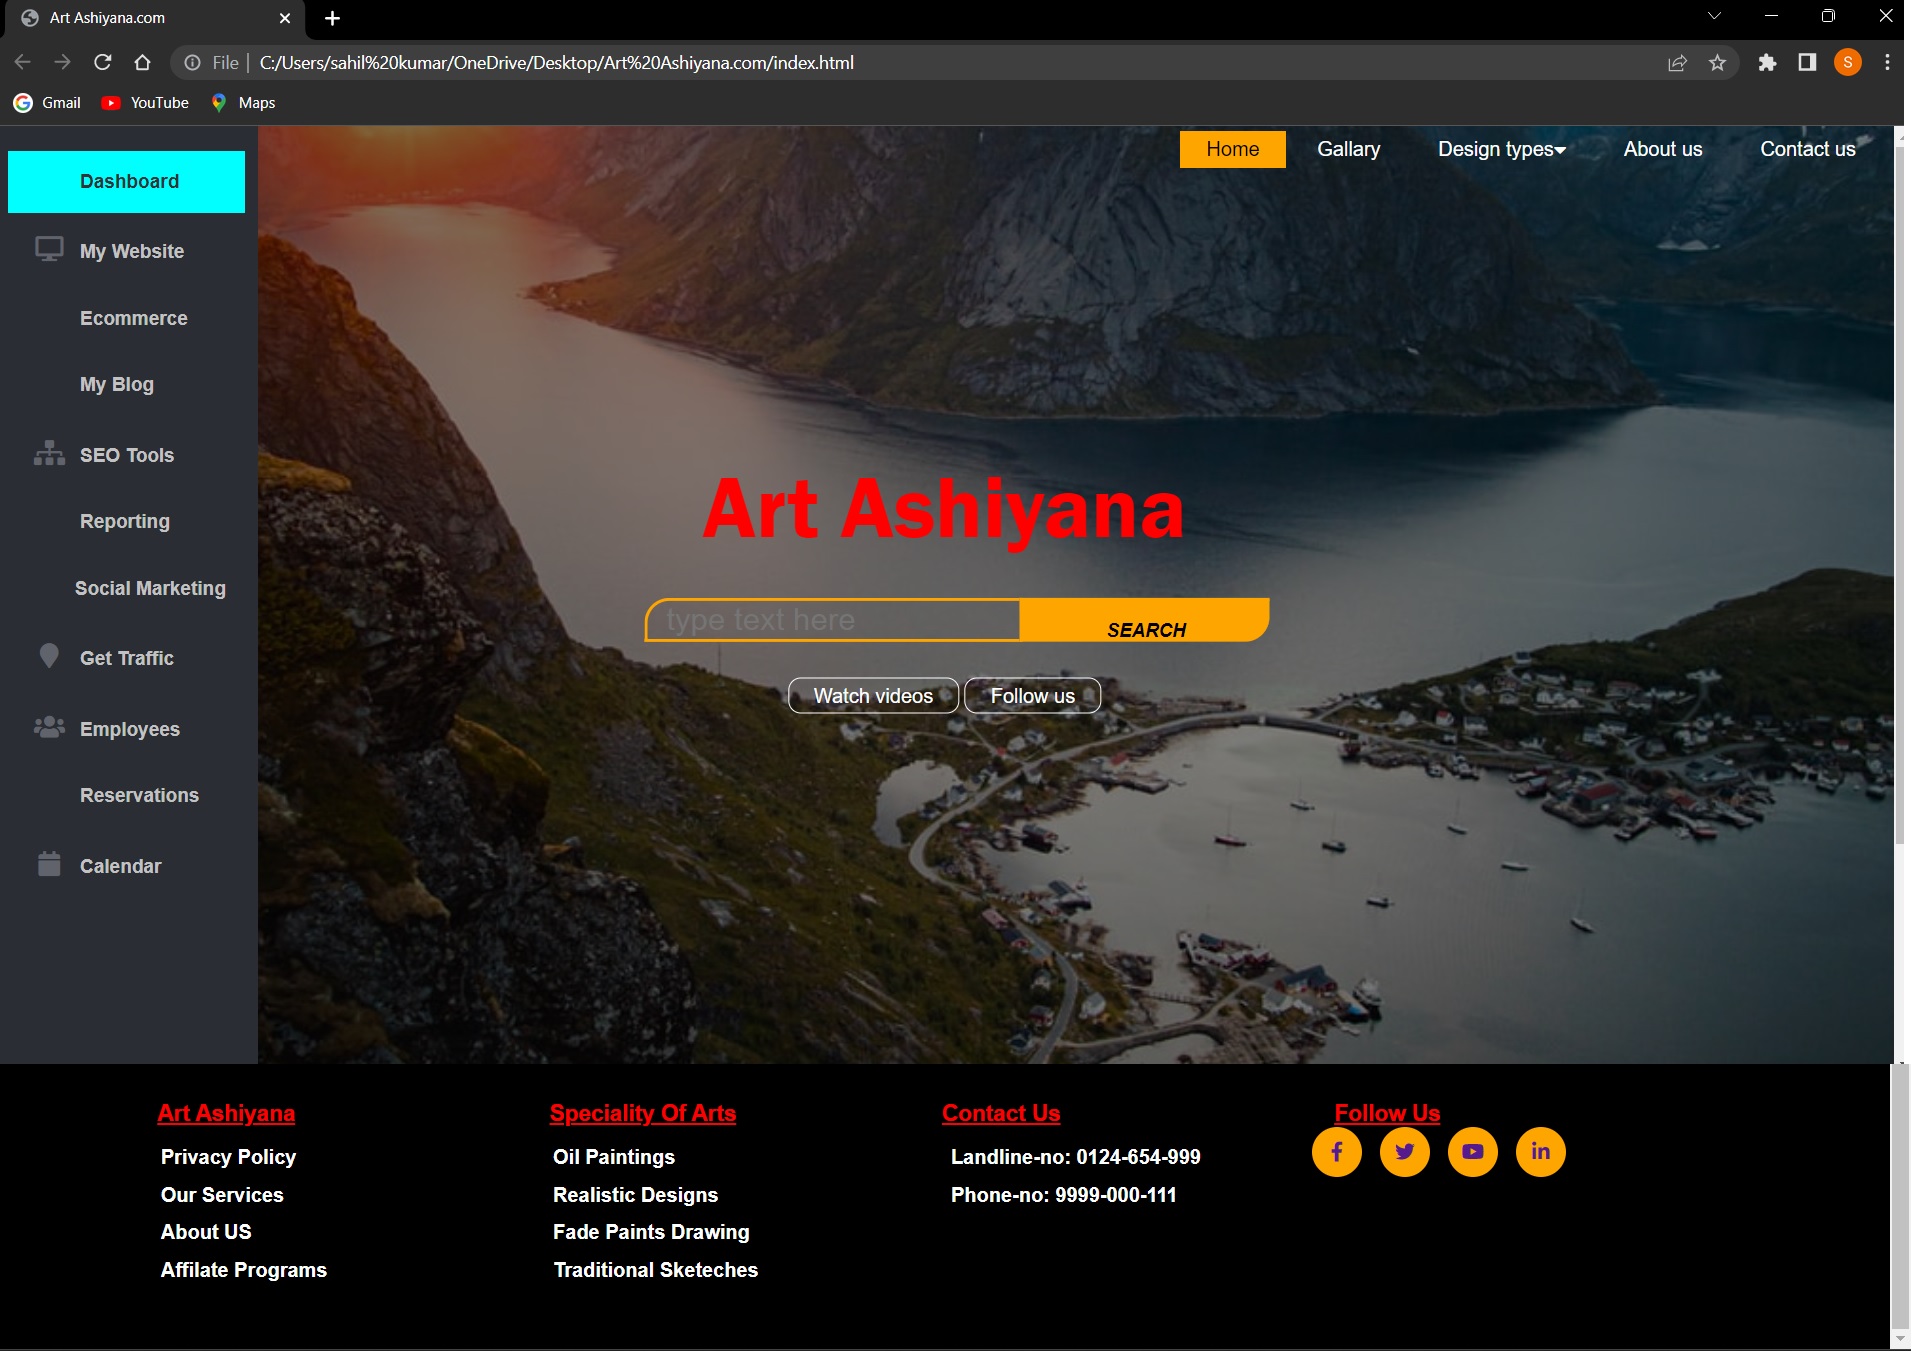 Art Ashiyana.com
File | C:/Users/sahil%20kumar/OneDrive/Desktop/Art%20Ashiyana.com/index.html
S
Gmail YouTube Maps
Home Gallary Design types About us Contact us
Dashboard
My Website
Ecommerce
My Blog
SEO Tools
Reporting
Social Marketing
Get Traffic
Employees
Reservations
Calendar
Art Ashiyana
type text here SEARCH
Watch videos Follow us
Art Ashiyana
Privacy Policy
Our Services
About US
Affilate Programs
Speciality Of Arts
Oil Paintings
Realistic Designs
Fade Paints Drawing
Traditional Sketeches
Contact Us
Landline-no: 0124-654-999
Phone-no: 9999-000-111
Follow Us